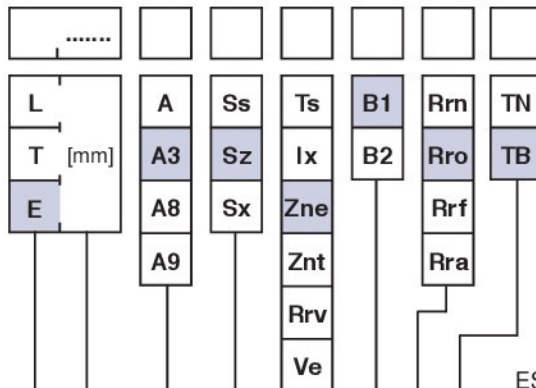 .......
L A Ss Ts B1 Rrn TN
T [mm] A3 Sz Ix B2 Rro TB
E A8 Sx Zne Rrf
A9 Znt Rra
Rrv
Ve
ES